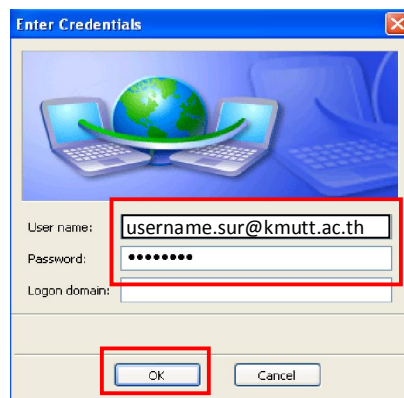 Enter Credentials
User name: username.sur@kmutt.ac.th
Password: ••••••••
Logon domain:
OK Cancel